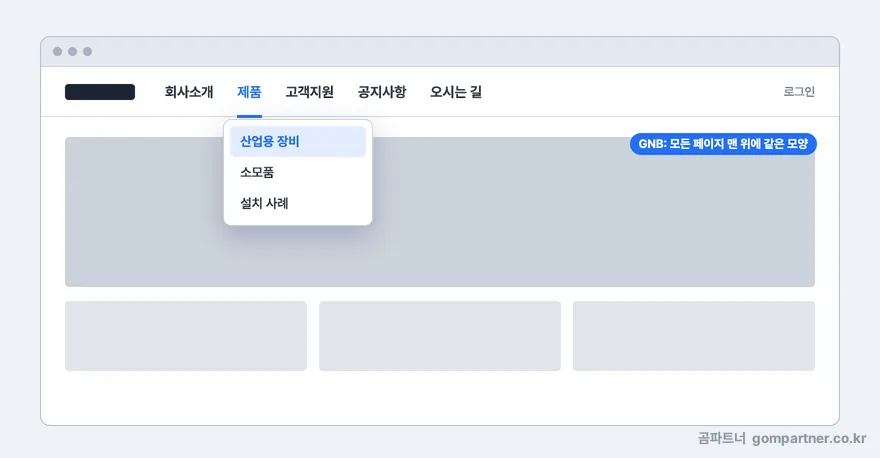 회사소개 제품 고객지원 공지사항 오시는 길 로그인
GNB: 모든 페이지 맨 위에 같은 모양
산업용 장비
소모품
설치 사례
곰파트너 gompartner.co.kr